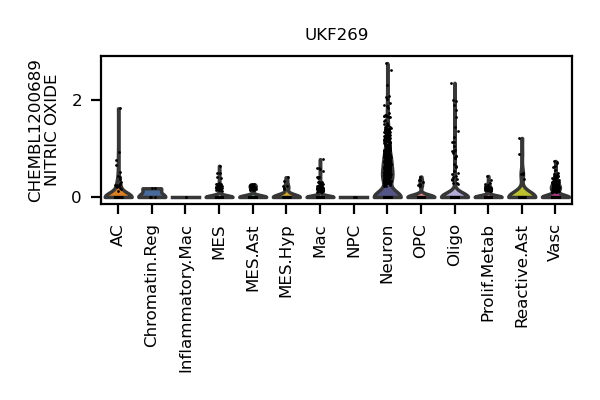 UKF269
CHEMBL1200689
NITRIC OXIDE
2
0
AC
Chromatin.Reg
Inflammatory.Mac
MES
MES.Ast
MES.Hyp
Mac
NPC
Neuron
OPC
Oligo
Prolif.Metab
Reactive.Ast
Vasc